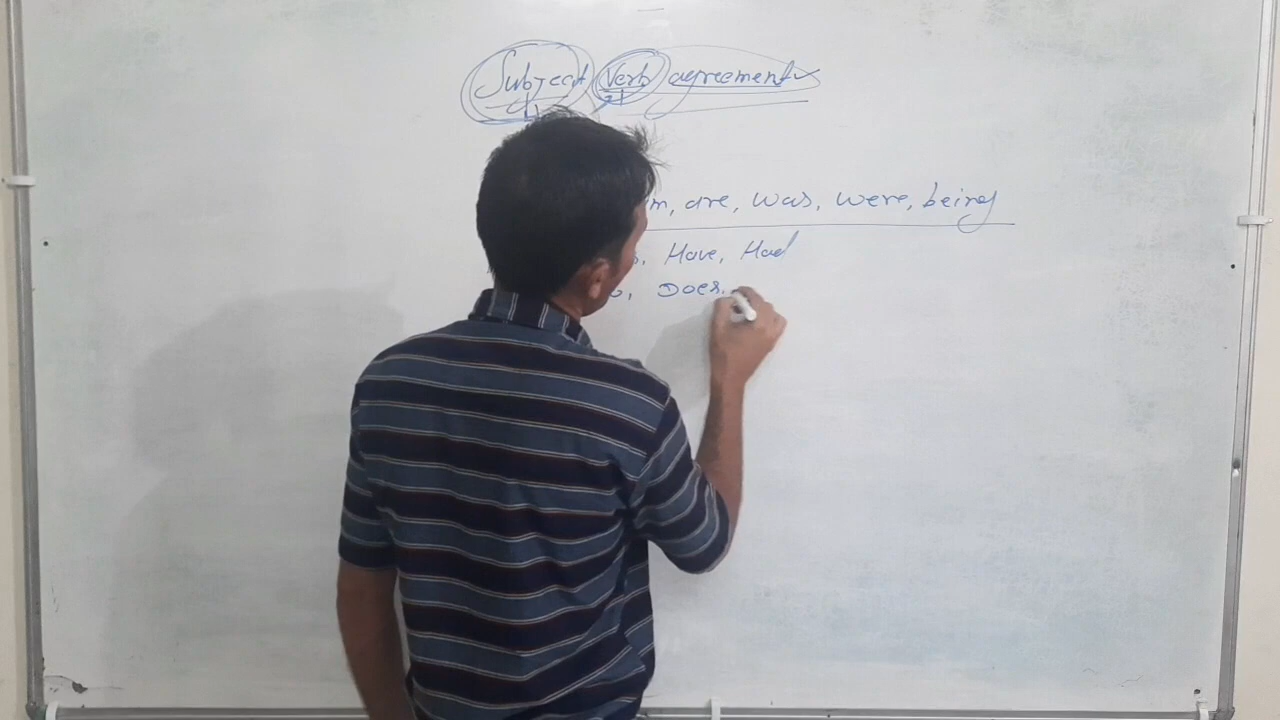 Subject Verb agreement
are, was, were, being
Have, Had
Does